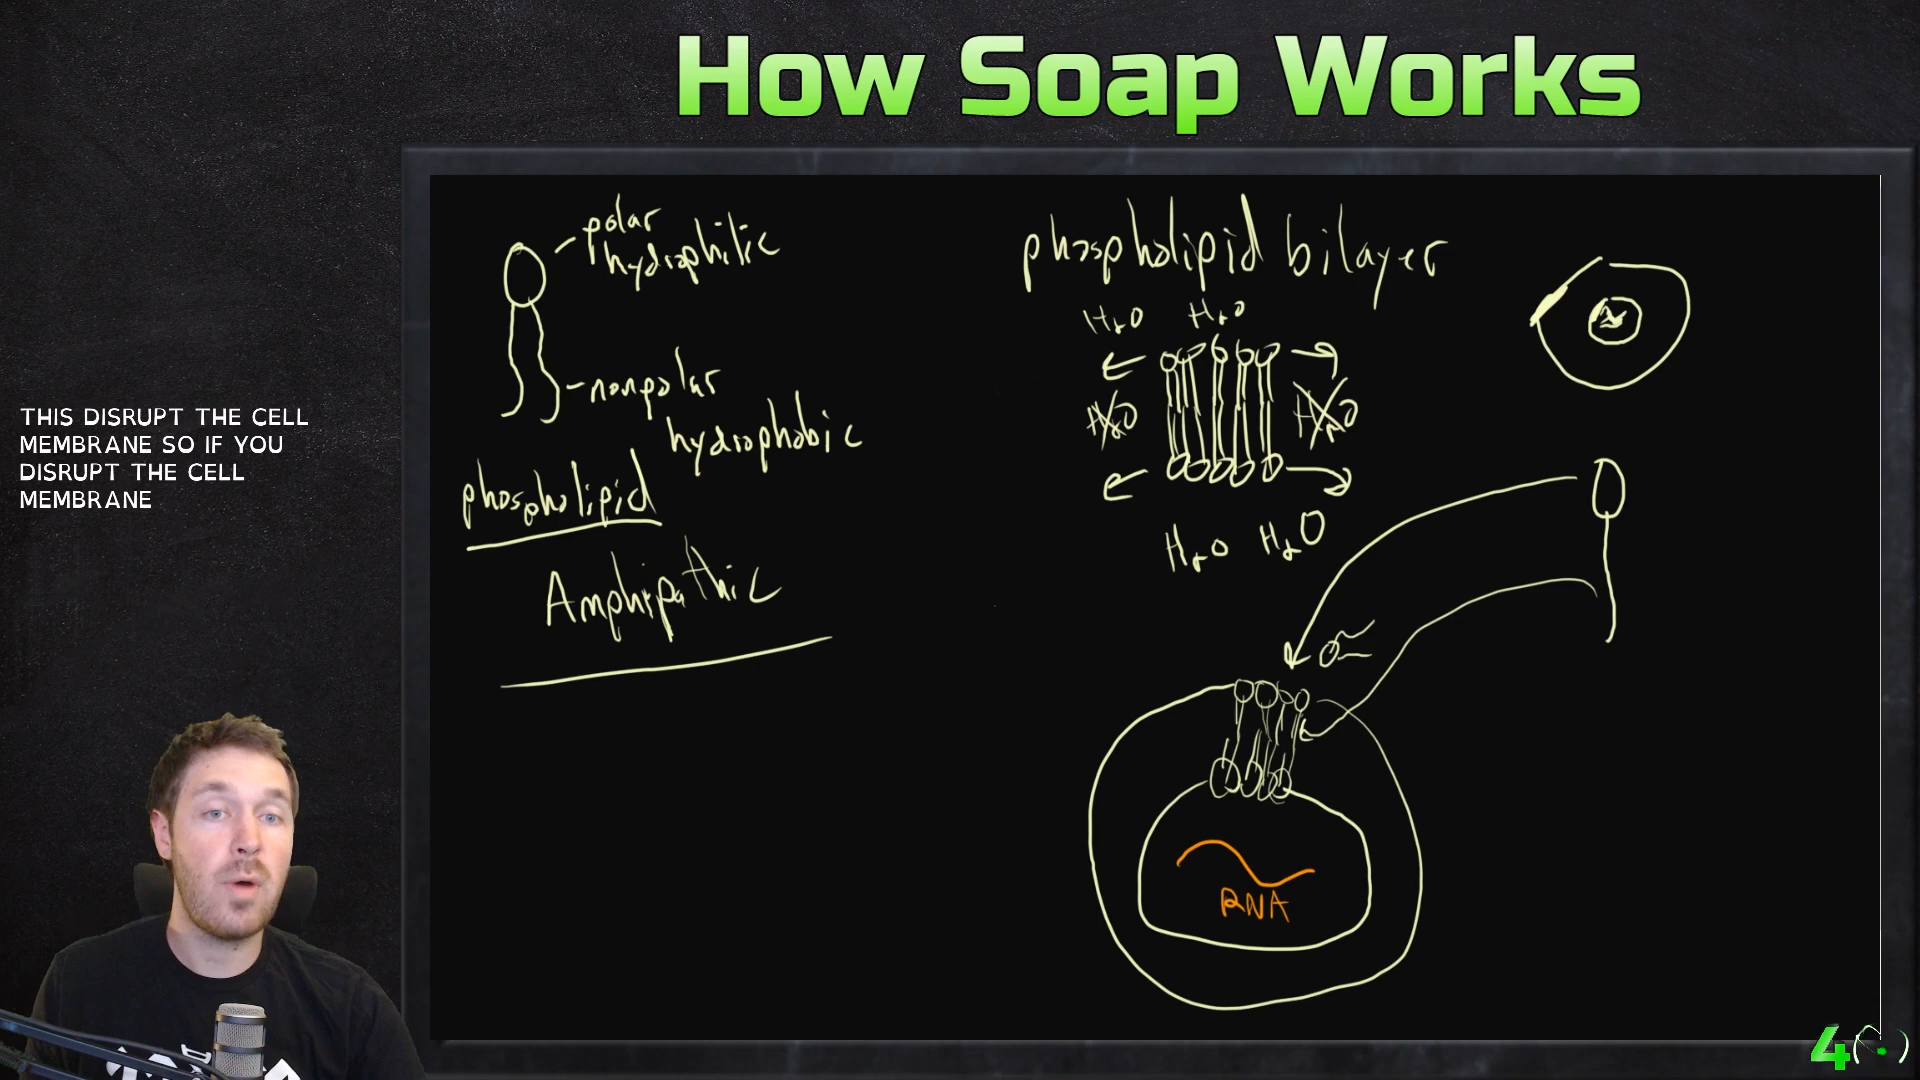 How Soap Works
polar
hydrophilic
nonpolar
hydrophobic
phospholipid
Amphipathic
phospholipid bilayer
H2O H2O
H2O H2O
H2O H2O
RNA
THIS DISRUPT THE CELL
MEMBRANE SO IF YOU
DISRUPT THE CELL
MEMBRANE
4